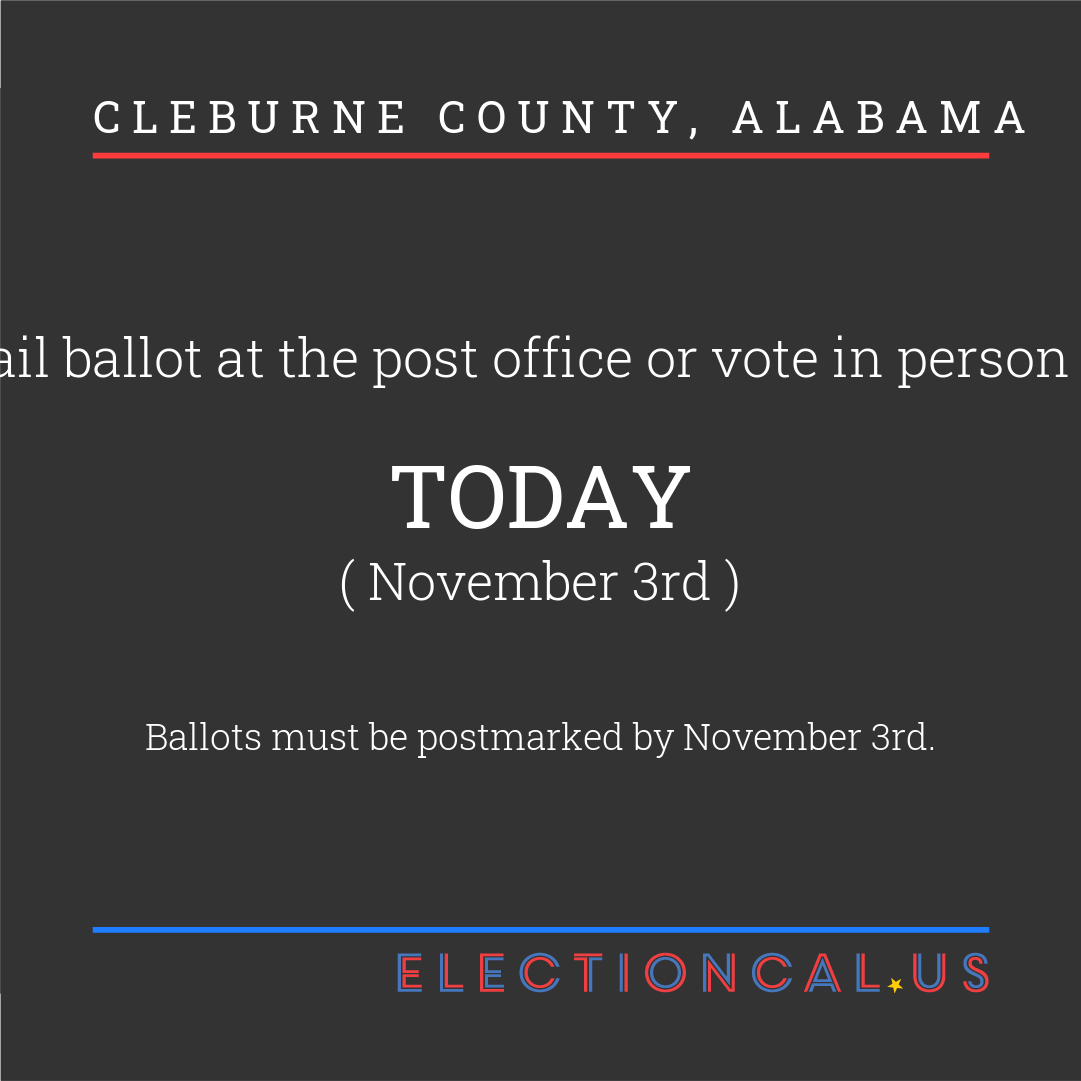 CLEBURNE COUNTY, ALABAMA
ail ballot at the post office or vote in person
TODAY
( November 3rd )
Ballots must be postmarked by November 3rd.
ELECTIONCAL.US